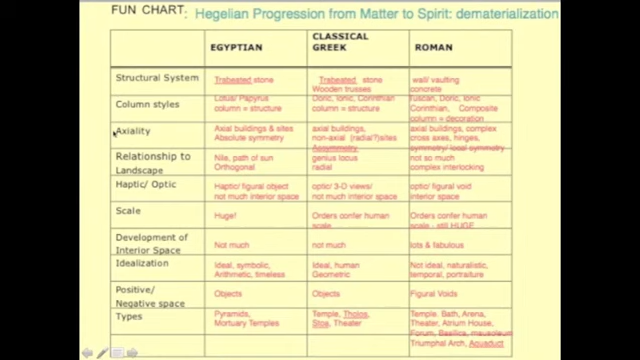 FUN CHART: Hegelian Progression from Matter to Spirit: dematerialization
EGYPTIAN
CLASSICAL
GREEK
ROMAN
Structural System
Trabeated stone
Trabeated stone
Wooden trusses
wall/ vaulting
concrete
Column styles
Lotus/ Papyrus
column = structure
Doric, Ionic, Corinthian
column = structure
Tuscan, Doric, Ionic
Corinthian, Composite
column = decoration
Axiality
Axial buildings & sites
Absolute symmetry
axial buildings,
non-axial (radial?)sites
Assymetry
axial buildings, complex
cross axes, hinges,
symmetry/ local symmetry
Relationship to
Landscape
Nile, path of sun
Orthogonal
genius locus
radial
not so much
complex interlocking
Haptic/ Optic
Haptic/ figural object
not much interior space
optic/ 3-D views/
not much interior space
optic/ figural void
interior space
Scale
Huge!
Orders confer human
scale
Orders confer human
scale - still HUGE
Development of
Interior Space
Not much
not much
lots & fabulous
Idealization
Ideal, symbolic,
Arithmetic, timeless
Ideal, human
Geometric
Not ideal, naturalistic,
temporal, portraiture
Positive/
Negative space
Objects
Objects
Figural Voids
Types
Pyramids,
Mortuary Temples
Temple, Tholos,
Stoa, Theater
Temple. Bath, Arena,
Theater, Atrium House,
Forum, Basilica, mausoleum
Triumphal Arch, Aqueduct